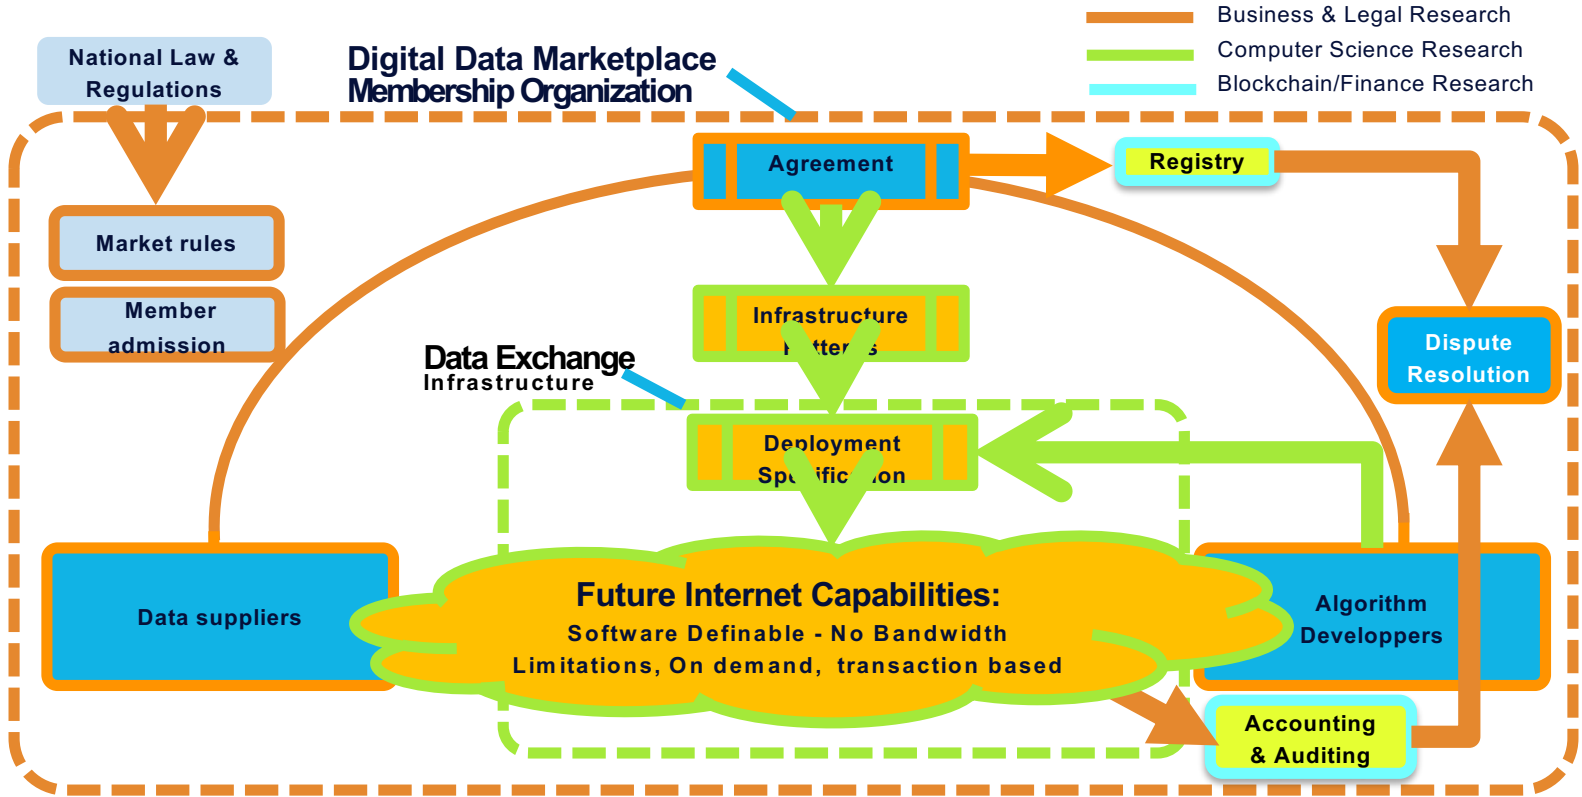 Business & Legal Research
Computer Science Research
Blockchain/Finance Research
National Law &
Regulations
Digital Data Marketplace
Membership Organization
Agreement
Registry
Market rules
Member
admission
Infrastructure
Patterns
Dispute
Resolution
Data Exchange
Infrastructure
Deployment
Specification
Data suppliers
Future Internet Capabilities:
Software Definable - No Bandwidth
Limitations, On demand, transaction based
Algorithm
Developpers
Accounting
& Auditing